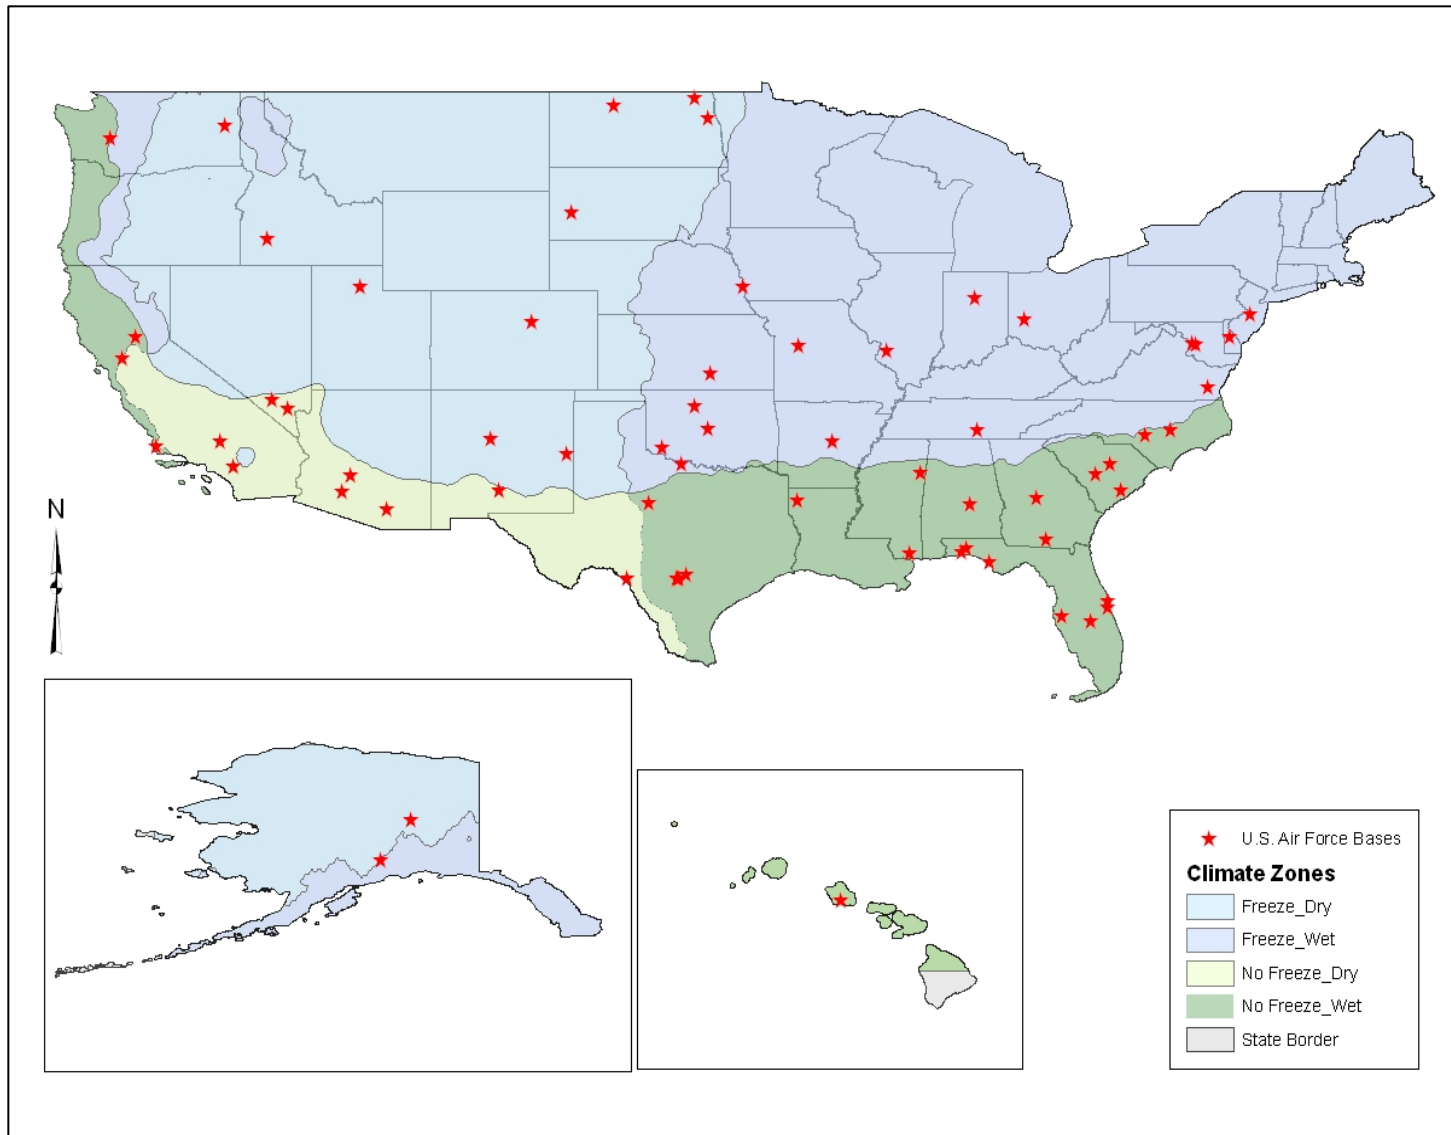 N
U.S. Air Force Bases
Climate Zones
Freeze_Dry
Freeze_Wet
No Freeze_Dry
No Freeze_Wet
State Border